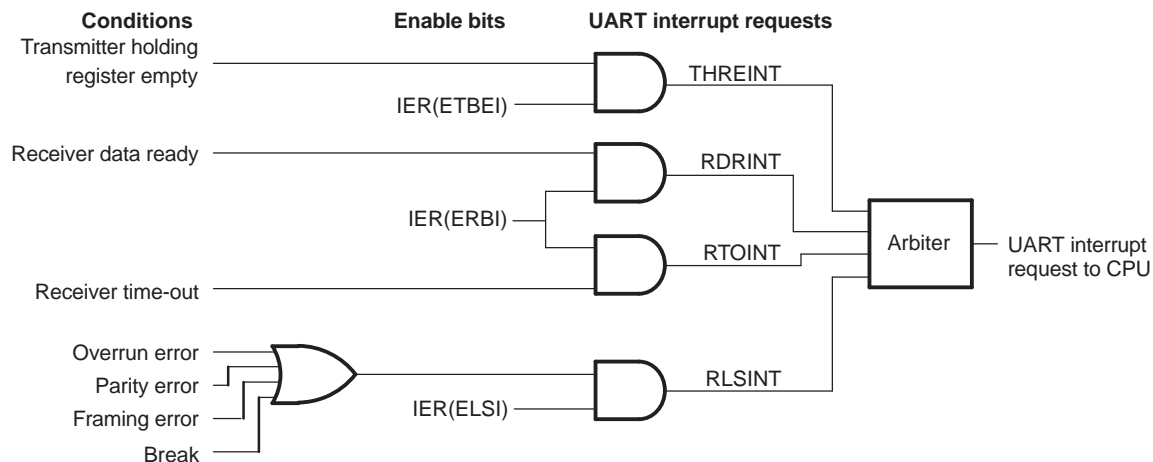 Conditions
Enable bits
UART interrupt requests
Transmitter holding
register empty
THREINT
IER(ETBEI)
Receiver data ready
RDRINT
IER(ERBI)
Arbiter
UART interrupt
request to CPU
RTOINT
Receiver time-out
Overrun error
Parity error
RLSINT
Framing error
IER(ELSI)
Break